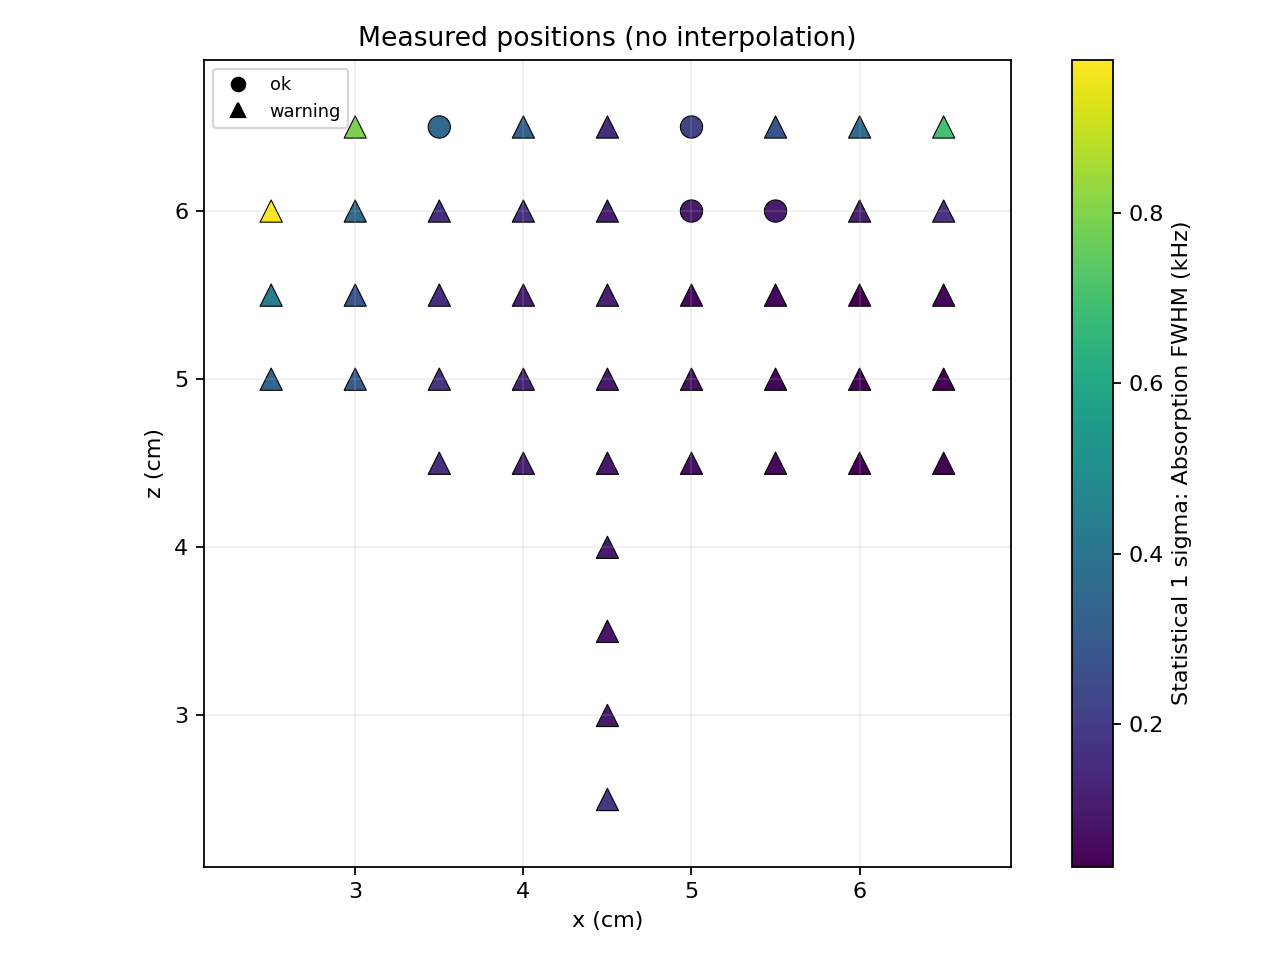 Measured positions (no interpolation)
ok
warning
6
5
4
3
z (cm)
3
4
5
6
x (cm)
0.8
0.6
0.4
0.2
Statistical 1 sigma: Absorption FWHM (kHz)